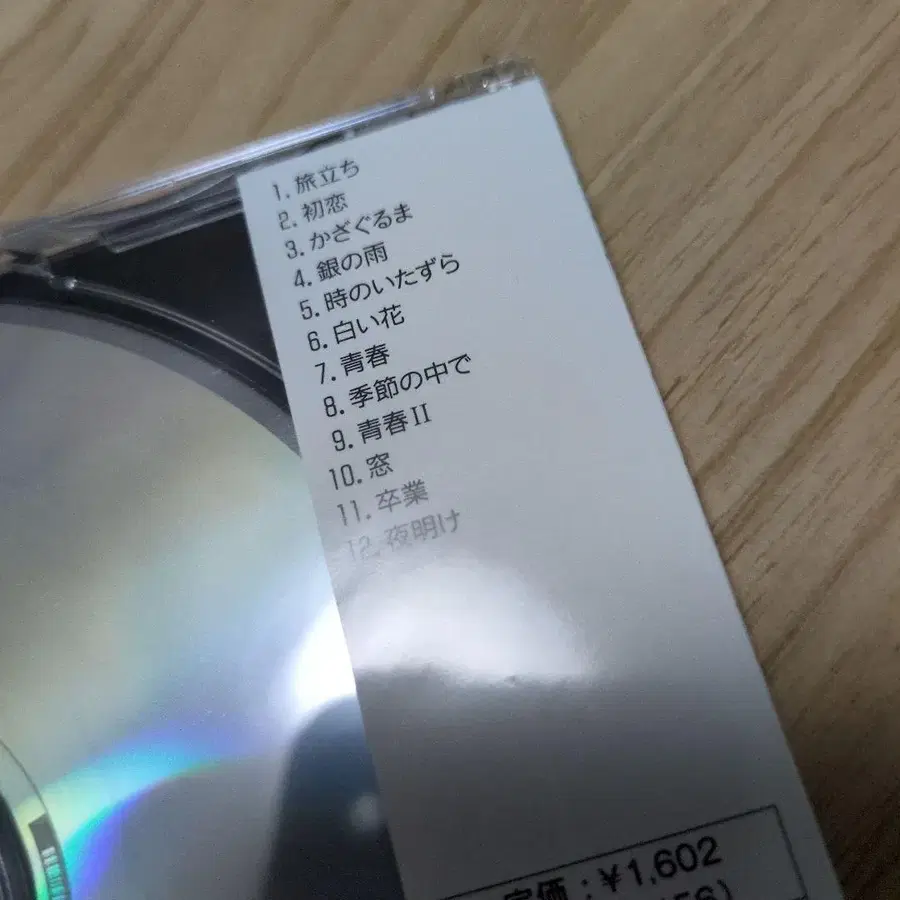 1. 旅立ち
2. 初恋
3. かざぐるま
4. 銀の雨
5. 時のいたずら
6. 白い花
7. 青春
8. 季節の中で
9. 青春II
10. 窓
11. 卒業
12. 夜明け
定価:¥1,602